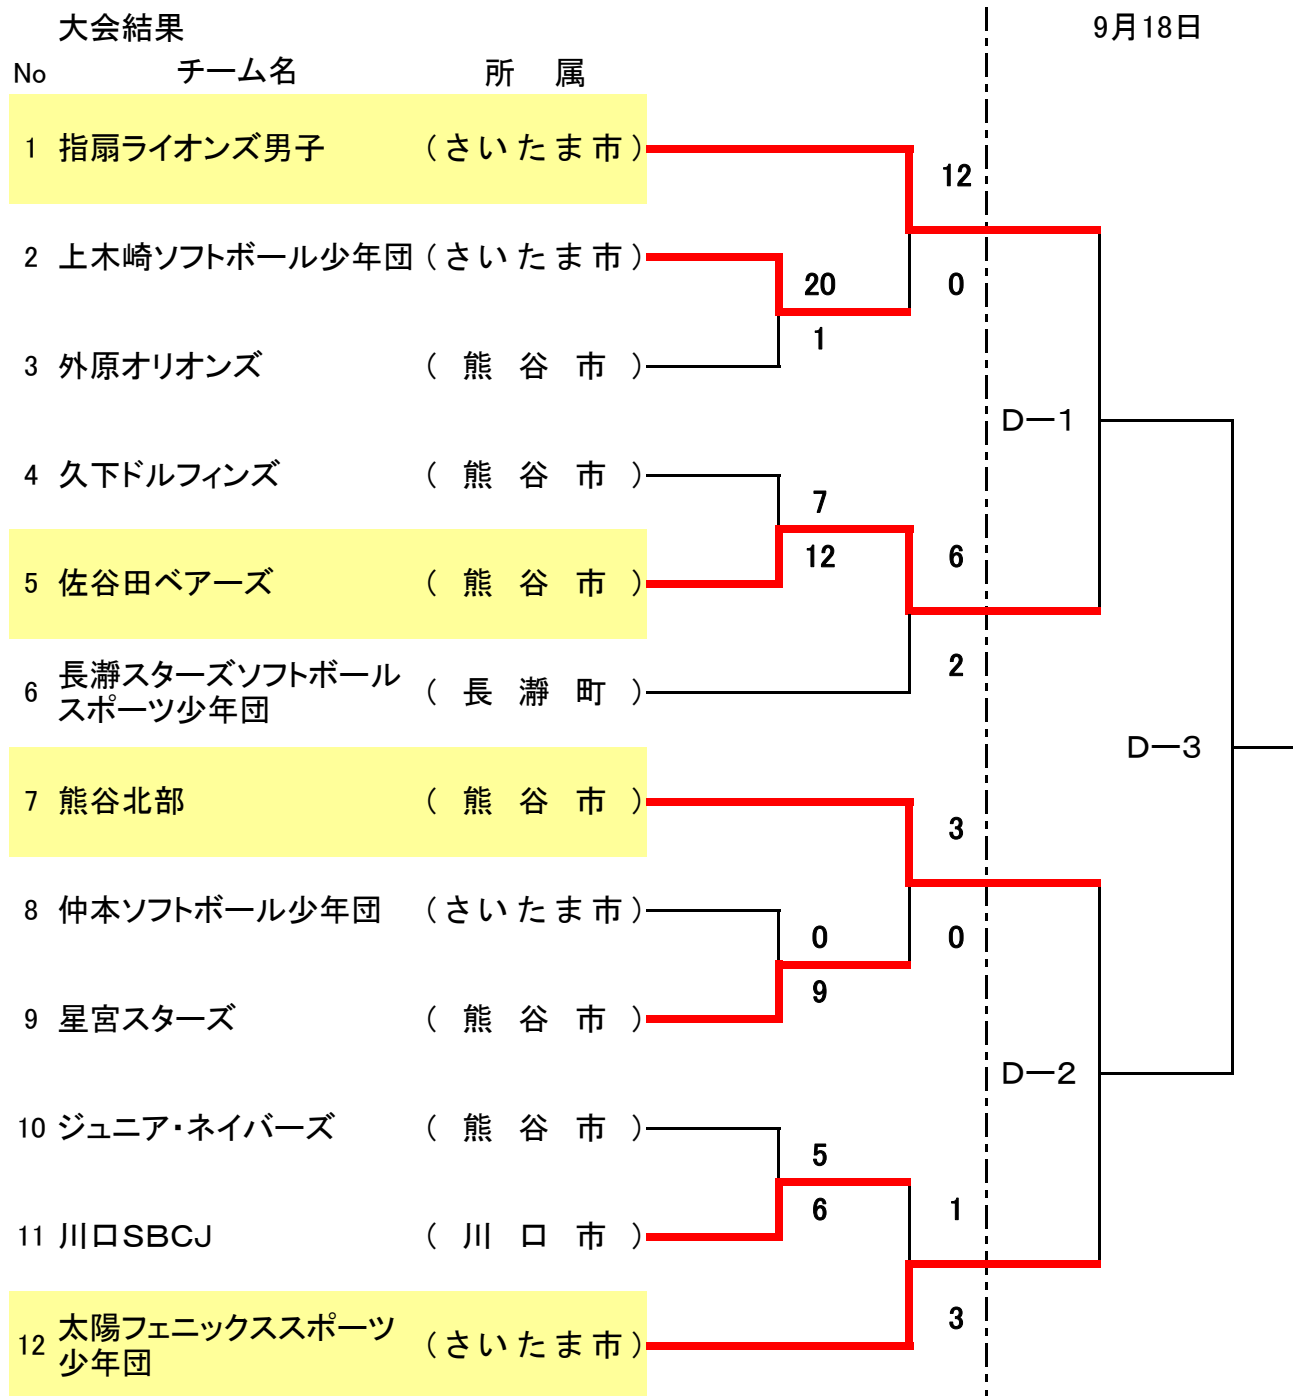 大会結果
9月18日
No チーム名 所 属
1 指扇ライオンズ男子 (さいたま市)
12
2 上木崎ソフトボール少年団 (さいたま市)
20
0
1
3 外原オリオンズ (熊谷市)
D－1
4 久下ドルフィンズ (熊谷市)
7
12
6
5 佐谷田ベアーズ (熊谷市)
2
6 長瀞スターズソフトボール
スポーツ少年団 (長瀞町)
D－3
7 熊谷北部 (熊谷市)
3
8 仲本ソフトボール少年団 (さいたま市)
0
0
9
9 星宮スターズ (熊谷市)
D－2
10 ジュニア・ネイバーズ (熊谷市)
5
6
1
11 川口SBCJ (川口市)
3
12 太陽フェニックススポーツ
少年団 (さいたま市)